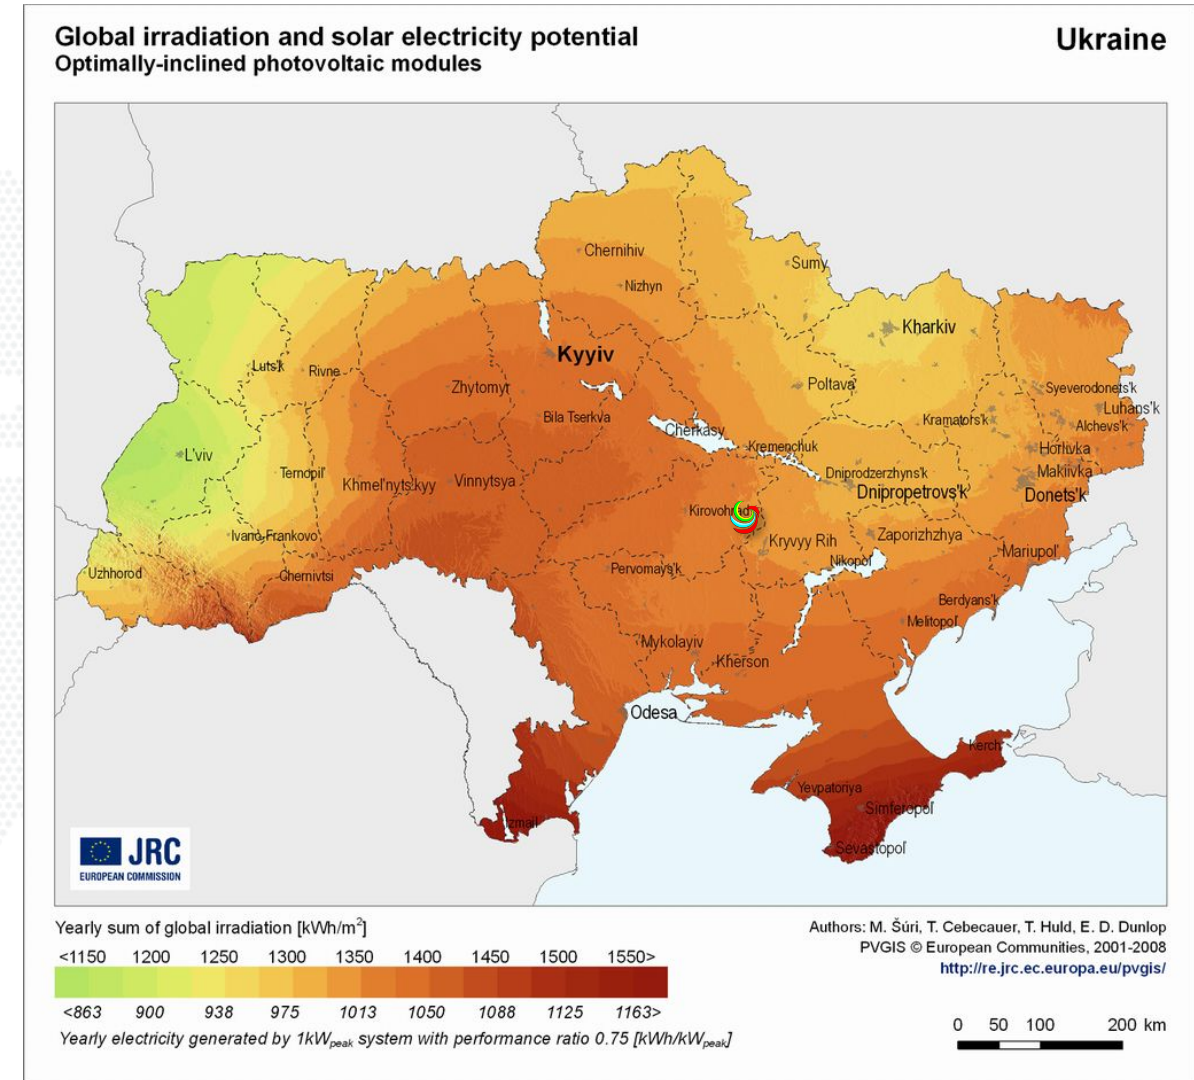 Global irradiation and solar electricity potential
Optimally-inclined photovoltaic modules
Ukraine
Chernihiv
Sumy
Nizhyn
Kharkiv
Kyyiv
Luts'k
Rivne
Zhytomyr
Poltava
Syeverodonets'k
Luhans'k
Bila Tserkva
Kramators'k
Alchevs'k
Cherkasy
Kremenchuk
Horlivka
L'viv
Ternopil'
Khmel'nyts'kyy
Vinnytsya
Dniprodzerzhyns'k
Makiivka
Dnipropetrovs'k
Donets'k
Kirovohrad
Ivano-Frankovo
Kryvyy Rih
Zaporizhzhya
Mariupol'
Uzhhorod
Chernivtsi
Pervomays'k
Nikopol'
Berdyans'k
Melitopol'
Mykolayiv
Kherson
Odesa
Kerch
Yevpatoriya
Simferopol'
Izmail
Sevastopol'
JRC
EUROPEAN COMMISSION
Yearly sum of global irradiation [kWh/m²]
<1150 1200 1250 1300 1350 1400 1450 1500 1550>
<863 900 938 975 1013 1050 1088 1125 1163>
Yearly electricity generated by 1kWpeak system with performance ratio 0.75 [kWh/kWpeak]
Authors: M. Šúri, T. Cebecauer, T. Huld, E. D. Dunlop
PVGIS © European Communities, 2001-2008
http://re.jrc.ec.europa.eu/pvgis/
0 50 100 200 km